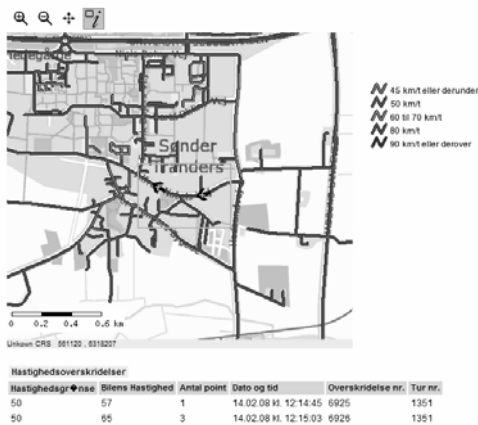 45 km/t eller derunder
50 km/t
60 til 70 km/t
80 km/t
90 km/t eller derover
Sønder
Tranders
0 0.2 0.4 0.6 km
Unkown CRS 561120 , 6318207
Hastighedsoverskridelser
Hastighedsgr�nse Bilens Hastighed Antal point Dato og tid Overskridelse nr. Tur nr.
50 57 1 14.02.08 kl. 12:14:45 6925 1351
50 65 3 14.02.08 kl. 12:15:03 6926 1351